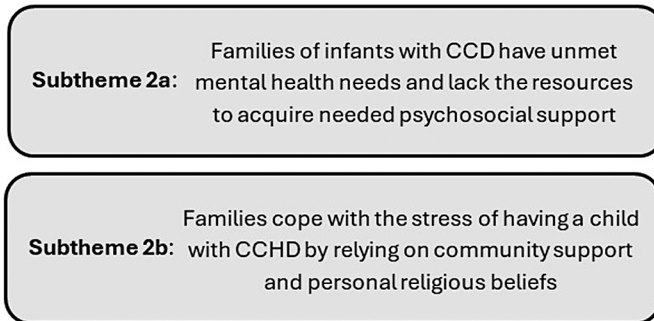 Families of infants with CCD have unmet
Subtheme 2a: mental health needs and lack the resources
to acquire needed psychosocial support
Families cope with the stress of having a child
Subtheme 2b: with CCHD by relying on community support
and personal religious beliefs